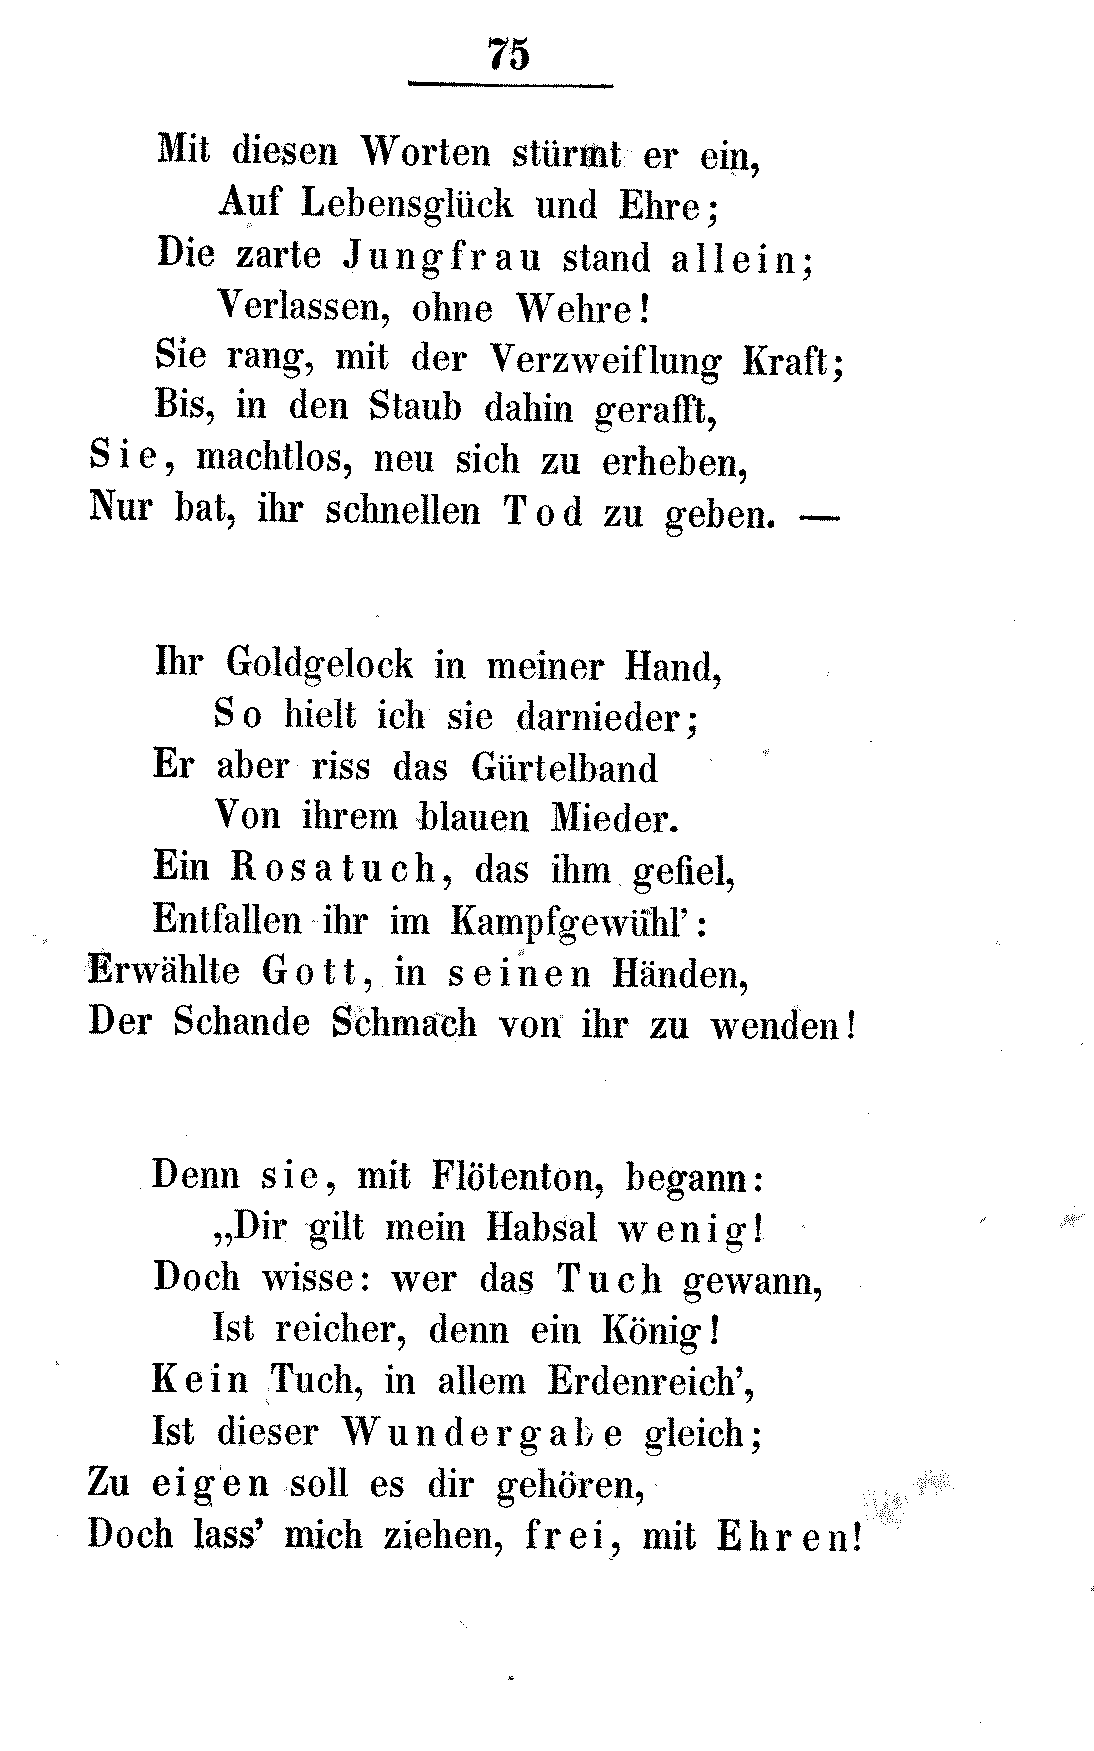 75
Mit diesen Worten stürmt er ein,
Auf Lebensglück und Ehre;
Die zarte Jungfrau stand allein;
Verlassen, ohne Wehre!
Sie rang, mit der Verzweiflung Kraft;
Bis, in den Staub dahin gerafft,
Sie, machtlos, neu sich zu erheben,
Nur bat, ihr schnellen Tod zu geben. —
Ihr Goldgelock in meiner Hand,
So hielt ich sie darnieder;
Er aber riss das Gürtelband
Von ihrem blauen Mieder.
Ein Rosatuch, das ihm gefiel,
Entfallen ihr im Kampfgewühl’:
Erwählte Gott, in seinen Händen,
Der Schande Schmach von ihr zu wenden!
Denn sie, mit Flötenton, begann:
„Dir gilt mein Habsal wenig!
Doch wisse: wer das Tuch gewann,
Ist reicher, denn ein König!
Kein Tuch, in allem Erdenreich’,
Ist dieser Wundergabe gleich;
Zu eigen soll es dir gehören,
Doch lass’ mich ziehen, frei, mit Ehren!